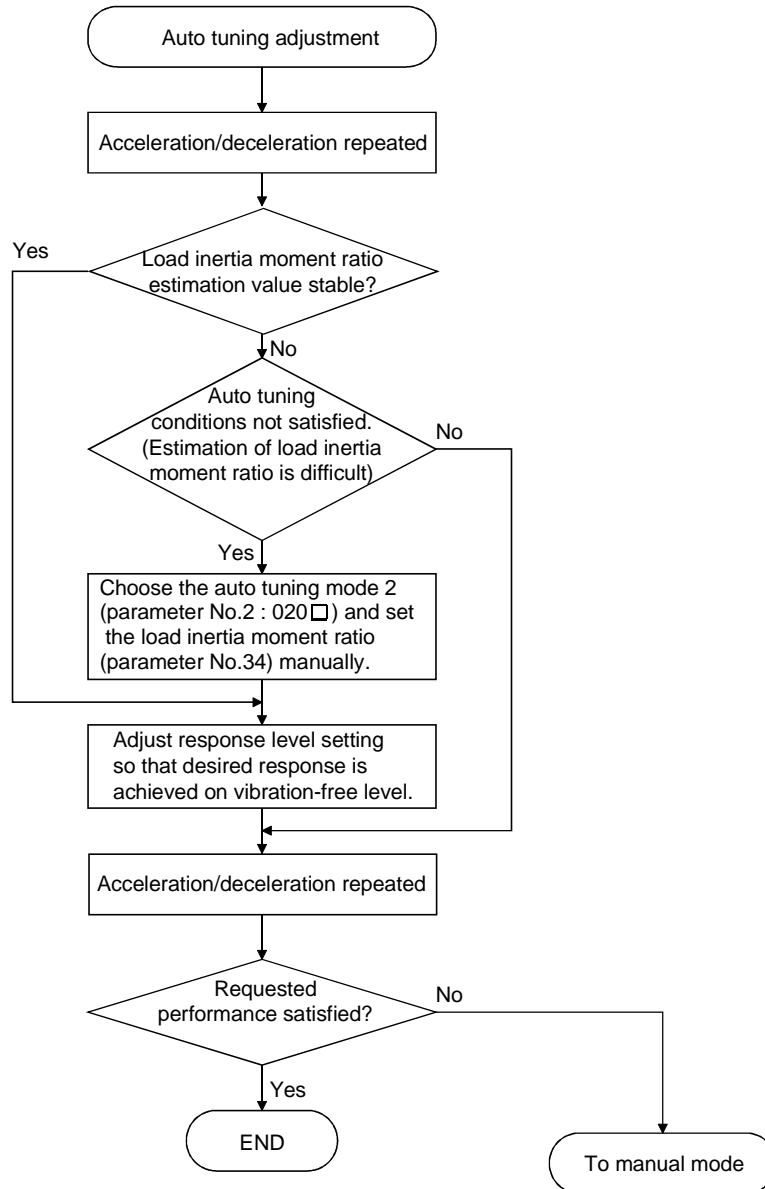 Auto tuning adjustment
Acceleration/deceleration repeated
Yes
Load inertia moment ratio
estimation value stable?
No
Auto tuning
conditions not satisfied.
(Estimation of load inertia
moment ratio is difficult)
No
Yes
Choose the auto tuning mode 2
(parameter No.2 : 020□) and set
the load inertia moment ratio
(parameter No.34) manually.
Adjust response level setting
so that desired response is
achieved on vibration-free level.
Acceleration/deceleration repeated
Requested
performance satisfied?
No
Yes
END
To manual mode